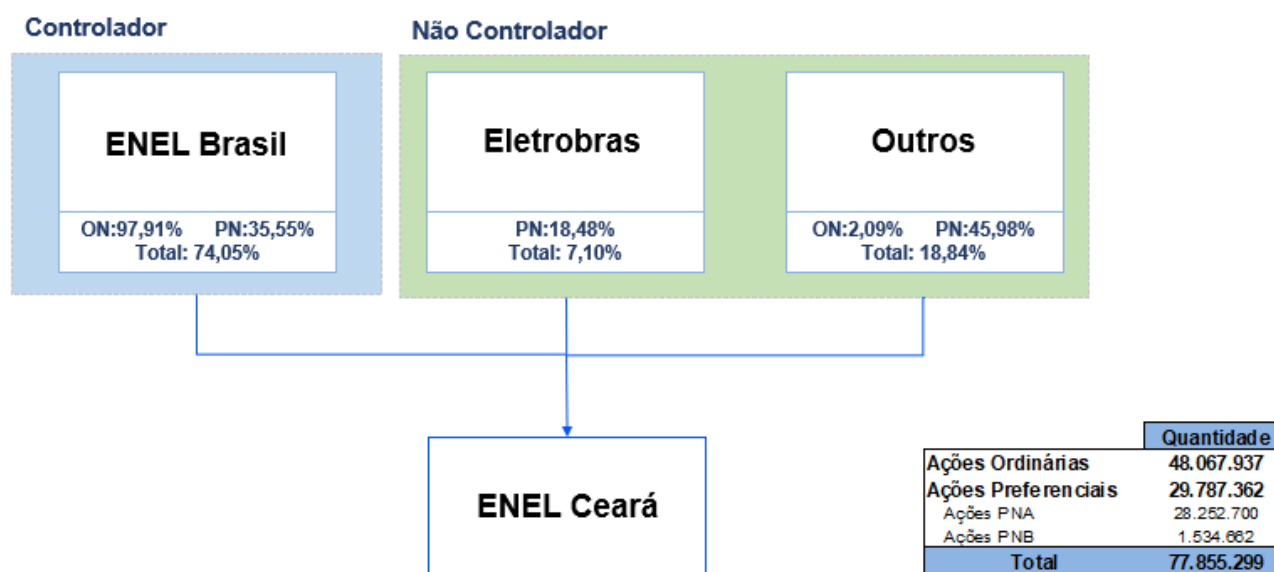 Controlador
Não Controlador
ENEL Brasil
ON:97,91% PN:35,55%
Total: 74,05%
Eletrobras
PN:18,48%
Total: 7,10%
Outros
ON:2,09% PN:45,98%
Total: 18,84%
ENEL Ceará
Quantidade
Ações Ordinárias 48.067.937
Ações Preferenciais 29.787.362
Ações PNA 28.252.700
Ações PNB 1.534.662
Total 77.855.299